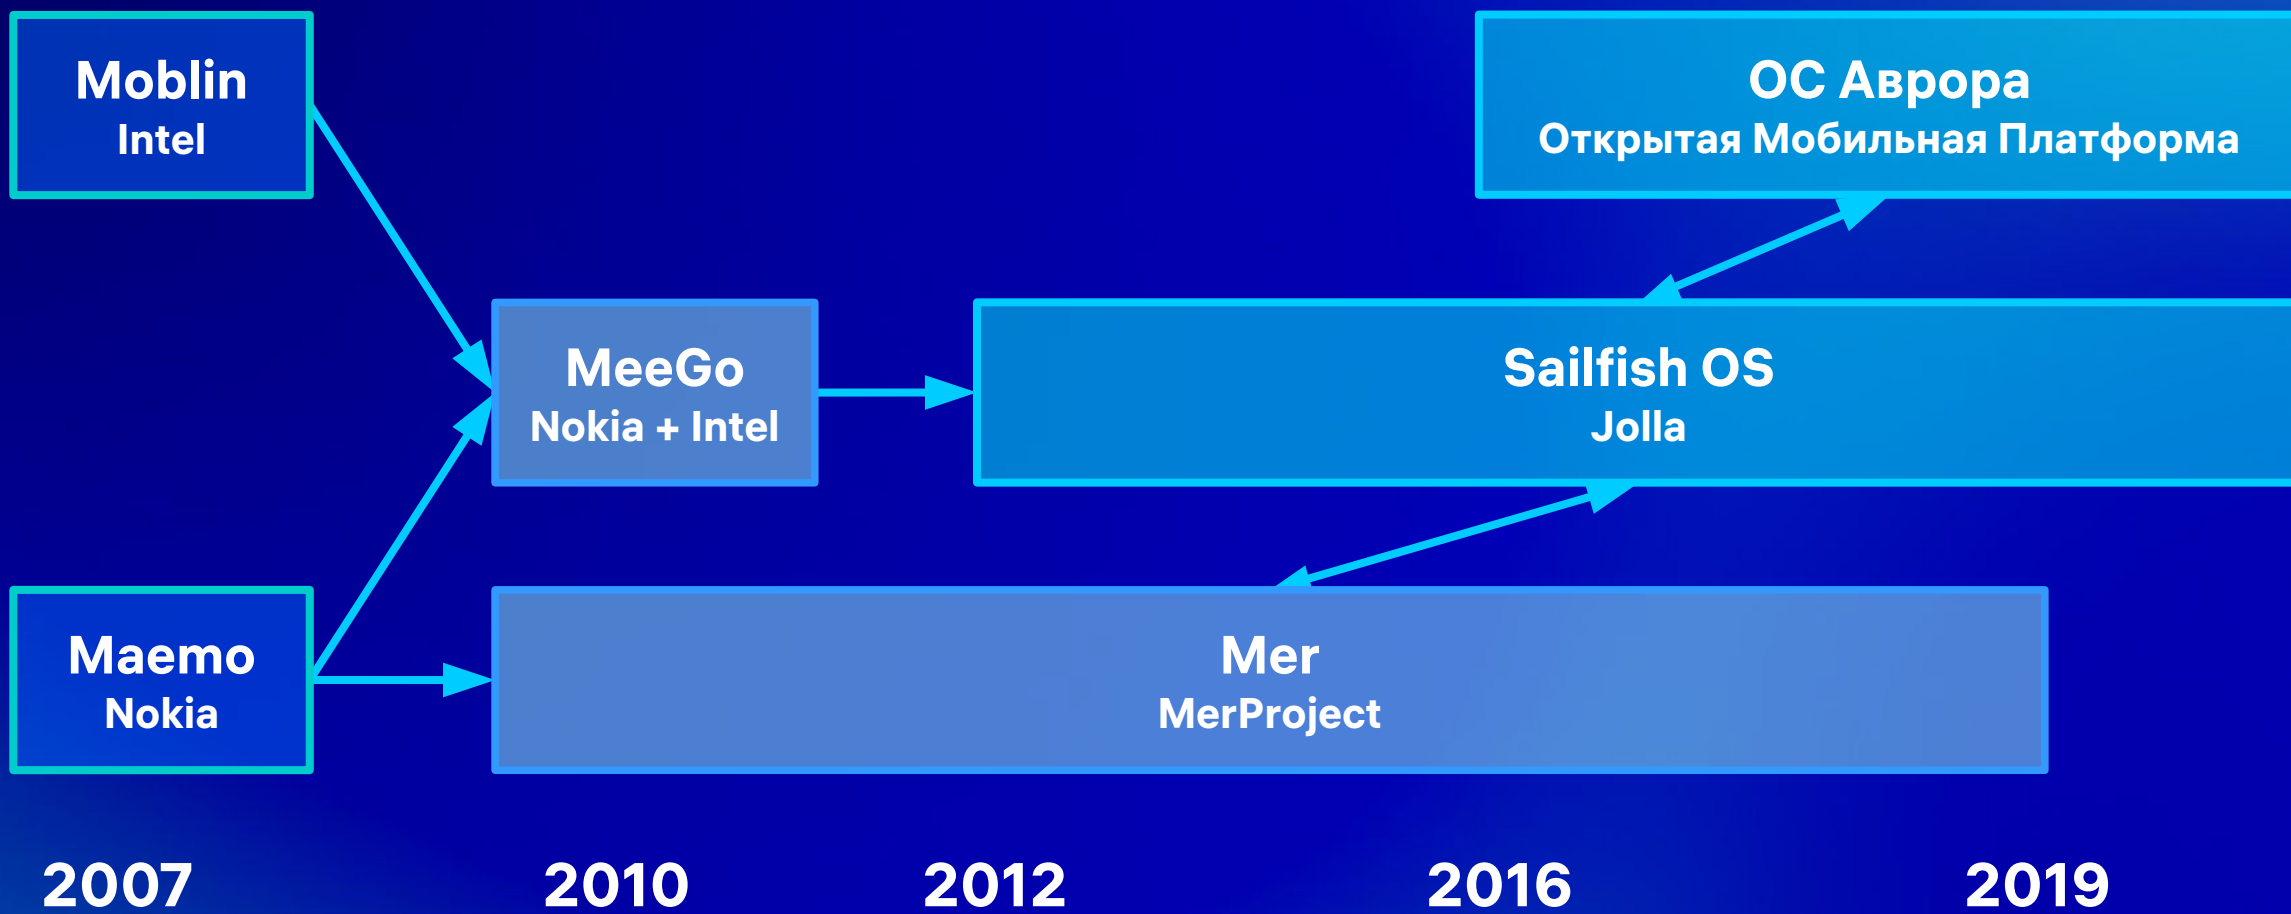 Moblin
Intel
ОС Аврора
Открытая Мобильная Платформа
MeeGo
Nokia + Intel
Sailfish OS
Jolla
Maemo
Nokia
Mer
MerProject
2007
2010
2012
2016
2019